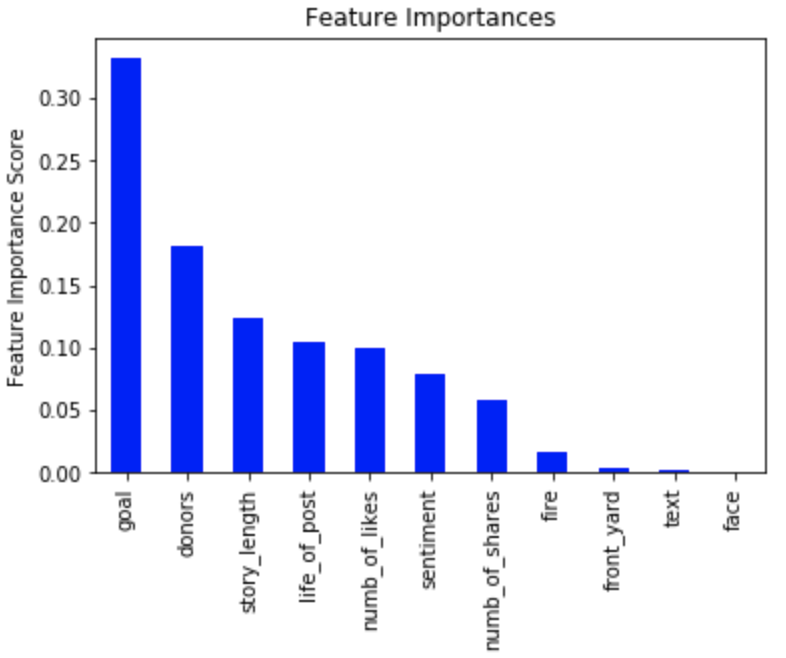 Feature Importances
Feature Importance Score
0.30
0.25
0.20
0.15
0.10
0.05
0.00
goal
donors
story_length
life_of_post
numb_of_likes
sentiment
numb_of_shares
fire
front_yard
text
face